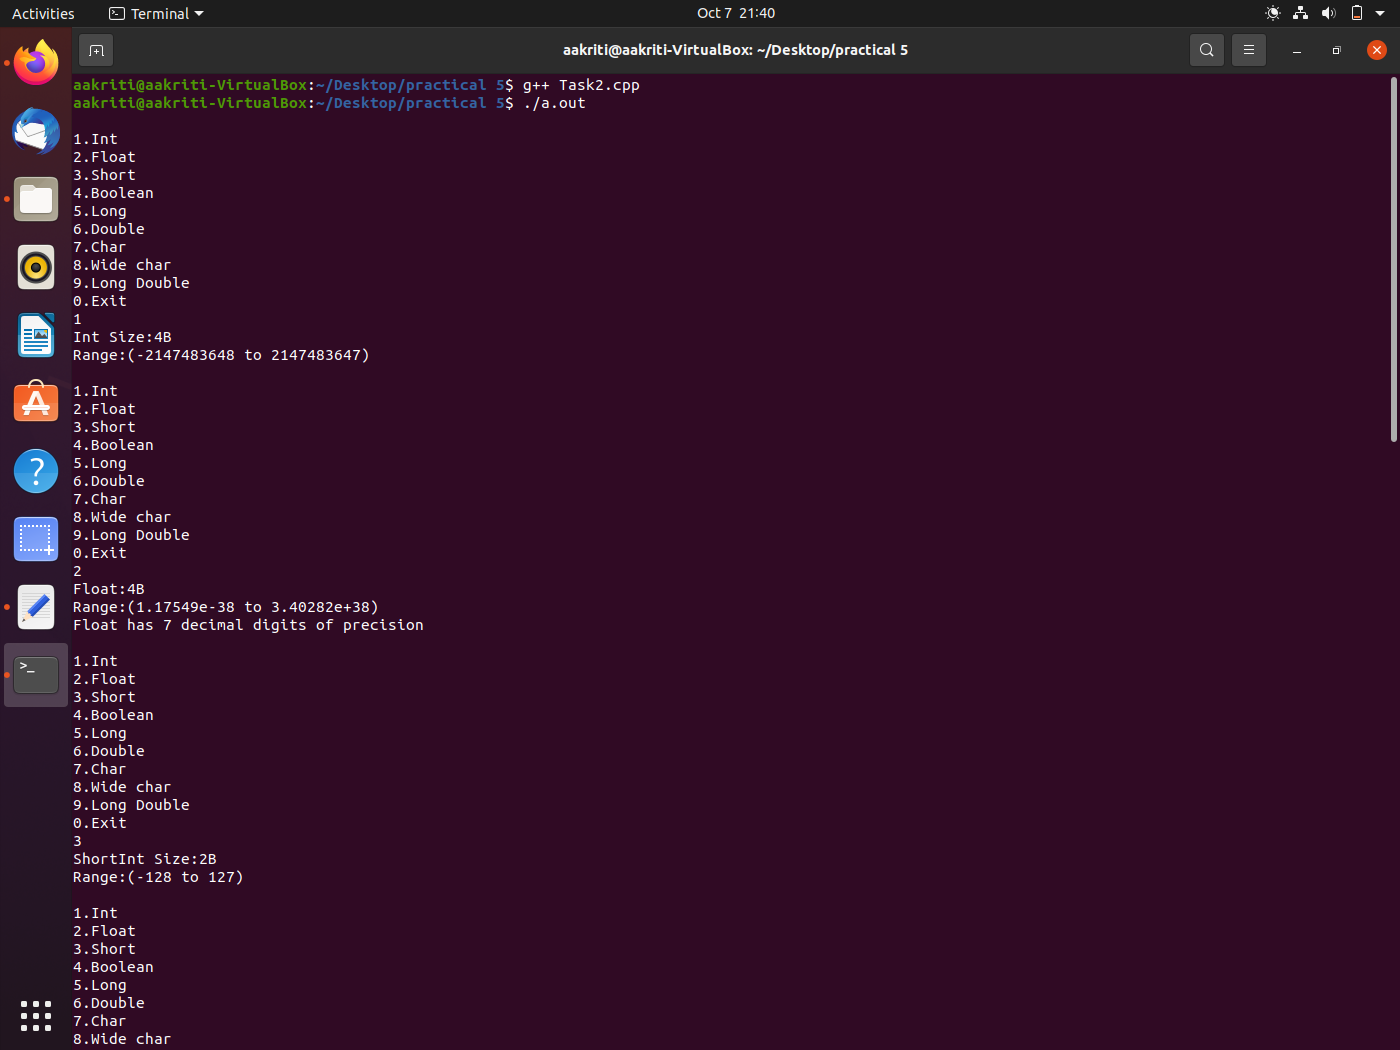 Activities Terminal Oct 7 21:40
aakriti@aakriti-VirtualBox: ~/Desktop/practical 5
aakriti@aakriti-VirtualBox:~/Desktop/practical 5$ g++ Task2.cpp
aakriti@aakriti-VirtualBox:~/Desktop/practical 5$ ./a.out
1.Int
2.Float
3.Short
4.Boolean
5.Long
6.Double
7.Char
8.Wide char
9.Long Double
0.Exit
1
Int Size:4B
Range:(-2147483648 to 2147483647)
1.Int
2.Float
3.Short
4.Boolean
5.Long
6.Double
7.Char
8.Wide char
9.Long Double
0.Exit
2
Float:4B
Range:(1.17549e-38 to 3.40282e+38)
Float has 7 decimal digits of precision
1.Int
2.Float
3.Short
4.Boolean
5.Long
6.Double
7.Char
8.Wide char
9.Long Double
0.Exit
3
ShortInt Size:2B
Range:(-128 to 127)
1.Int
2.Float
3.Short
4.Boolean
5.Long
6.Double
7.Char
8.Wide char